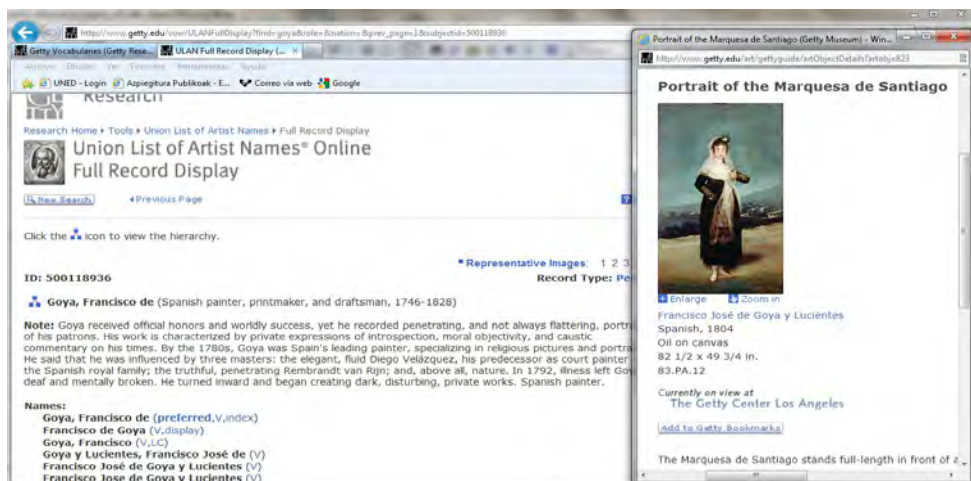 http://www.getty.edu/vow/ULANFullDisplay?find=goya&role=&nation=&prev_page=1&subjectid=500118936
Getty Vocabularies (Getty Rese...
ULAN Full Record Display (...
Archivo Edición Ver Favoritos Herramientas Ayuda
UNED - Login
Azpiegitura Publikoak - E...
Correo via web
Google
Research
Research Home ▸ Tools ▸ Union List of Artist Names ▸ Full Record Display
Union List of Artist Names® Online
Full Record Display
New Search
Previous Page
?
Click the icon to view the hierarchy.
Representative Images: 1 2 3
ID: 500118936
Record Type: Pe
Goya, Francisco de (Spanish painter, printmaker, and draftsman, 1746-1828)
Note: Goya received official honors and worldly success, yet he recorded penetrating, and not always flattering, portr
of his patrons. His work is characterized by private expressions of introspection, moral objectivity, and caustic
commentary on his times. By the 1780s, Goya was Spain's leading painter, specializing in religious pictures and portra
He said that he was influenced by three masters: the elegant, fluid Diego Velázquez, his predecessor as court painter
the Spanish royal family; the truthful, penetrating Rembrandt van Rijn; and, above all, nature. In 1792, illness left Goy
deaf and mentally broken. He turned inward and began creating dark, disturbing, private works. Spanish painter.
Names:
Goya, Francisco de (preferred,V,index)
Francisco de Goya (V,display)
Goya, Francisco (V,LC)
Goya y Lucientes, Francisco José de (V)
Francisco José de Goya y Lucientes (V)
Francisco Jose de Goya y Lucientes (V)
Portrait of the Marquesa de Santiago (Getty Museum) - Win...
http://www.getty.edu/art/gettyguide/artObjectDetails?artobj=823
Portrait of the Marquesa de Santiago
Enlarge
Zoom in
Francisco José de Goya y Lucientes
Spanish, 1804
Oil on canvas
82 1/2 x 49 3/4 in.
83.PA.12
Currently on view at
The Getty Center Los Angeles
Add to Getty Bookmarks
The Marquesa de Santiago stands full-length in front of a